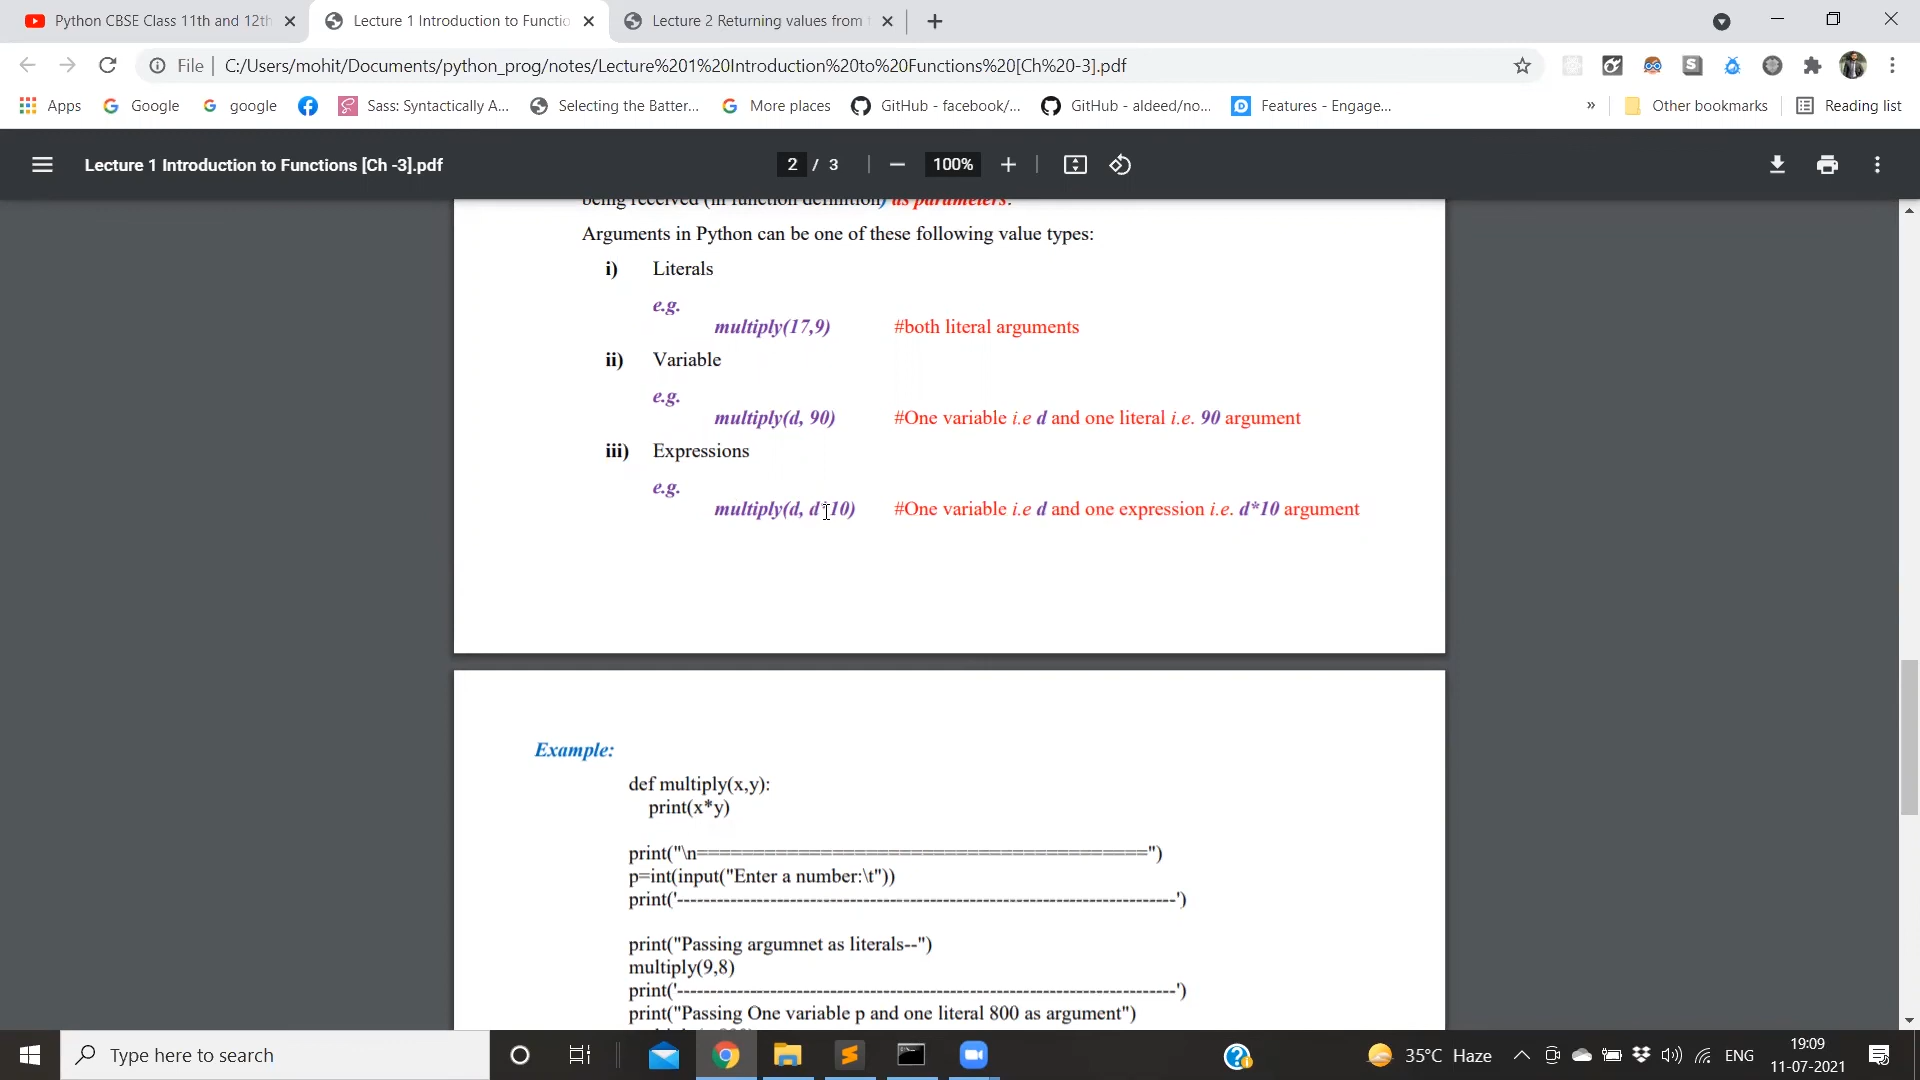 Python CBSE Class 11th and 12th
Lecture 1 Introduction to Functio
Lecture 2 Returning values from
File
C:/Users/mohit/Documents/python_prog/notes/Lecture%201%20Introduction%20to%20Functions%20[Ch%20-3].pdf
Apps
Google
google
Sass: Syntactically A...
Selecting the Batter...
More places
GitHub - facebook/...
GitHub - aldeed/no...
Features - Engage...
»
Other bookmarks
Reading list
Lecture 1 Introduction to Functions [Ch -3].pdf
2 / 3
100%
being received (in function definition) as parameters.
Arguments in Python can be one of these following value types:
i) Literals
e.g.
multiply(17,9) #both literal arguments
ii) Variable
e.g.
multiply(d, 90) #One variable i.e d and one literal i.e. 90 argument
iii) Expressions
e.g.
multiply(d, d*10) #One variable i.e d and one expression i.e. d*10 argument
Example:
def multiply(x,y):
print(x*y)
print("\n========================================")
p=int(input("Enter a number:\t"))
print('---------------------------------------------------------------------------')
print("Passing argumnet as literals--")
multiply(9,8)
print('---------------------------------------------------------------------------')
print("Passing One variable p and one literal 800 as argument")
Type here to search
35°C Haze
ENG
19:09
11-07-2021